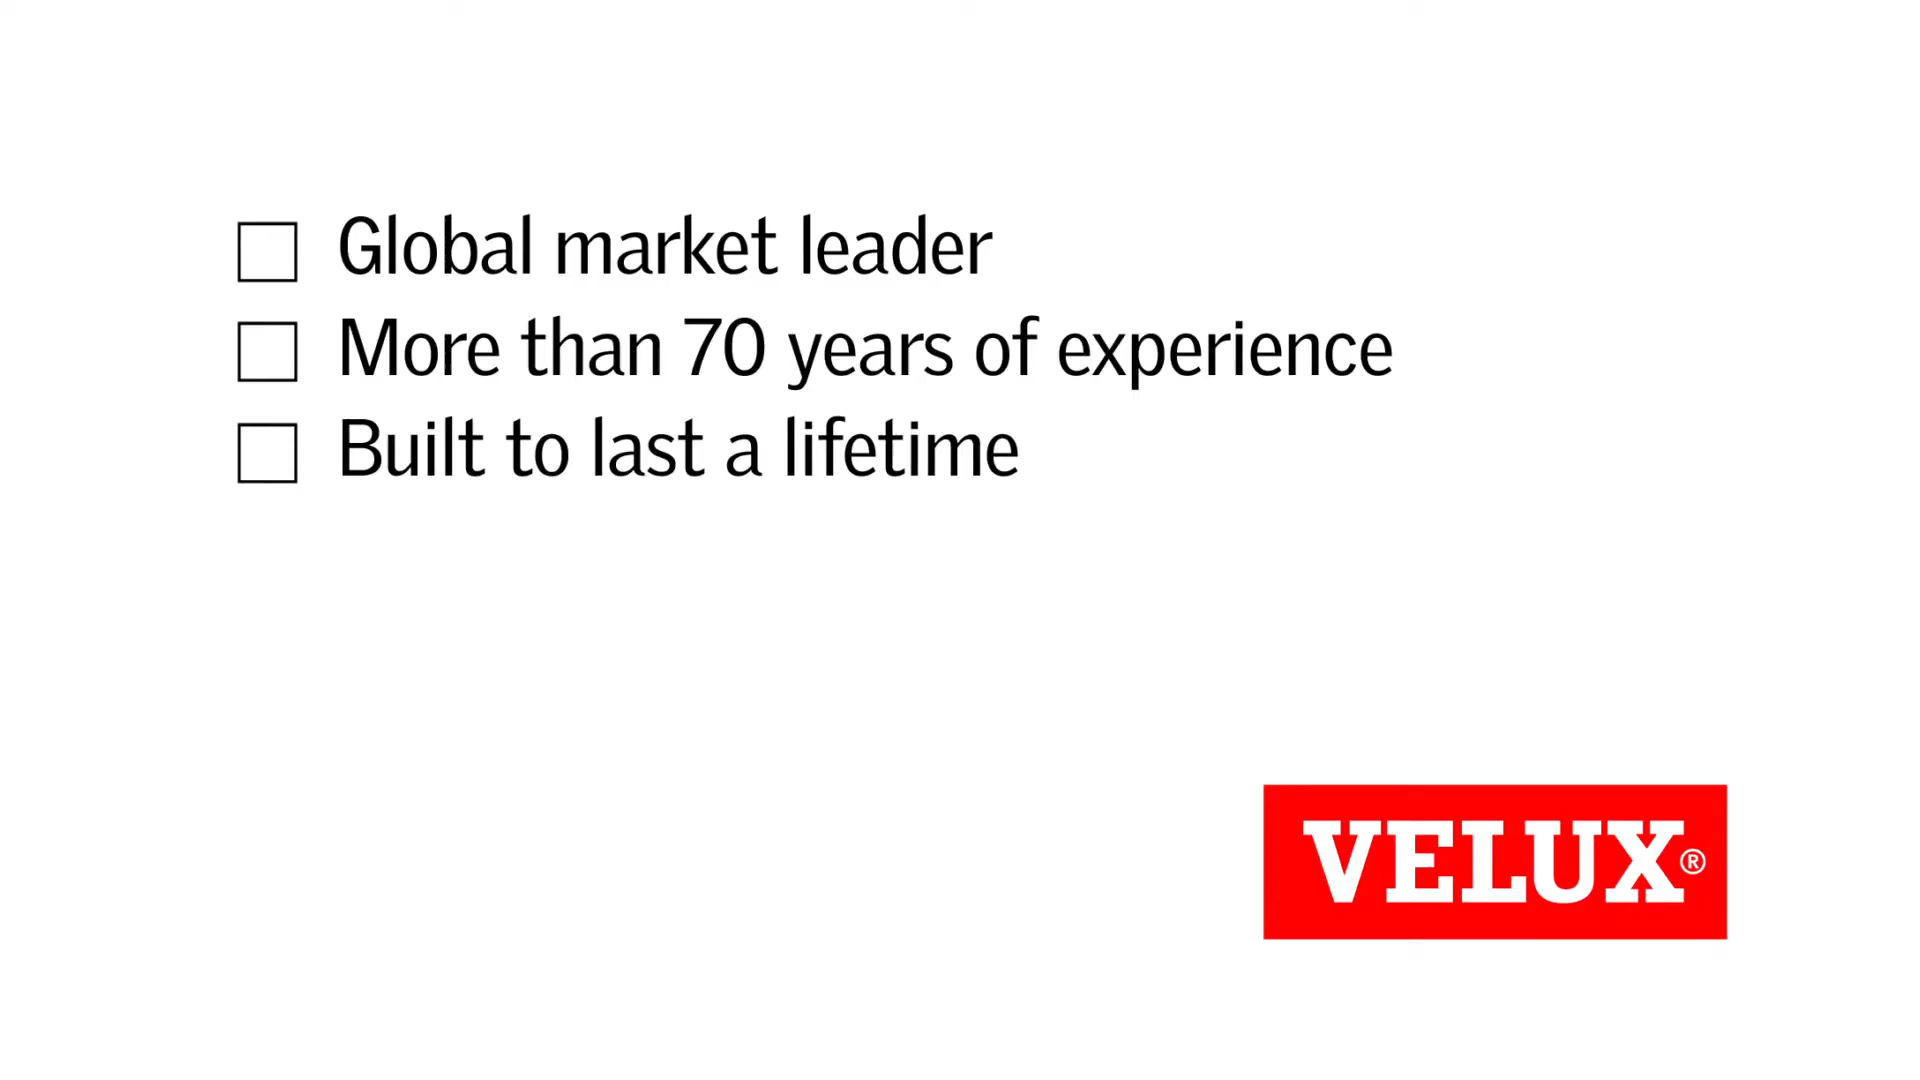 Global market leader
More than 70 years of experience
Built to last a lifetime
VELUX®